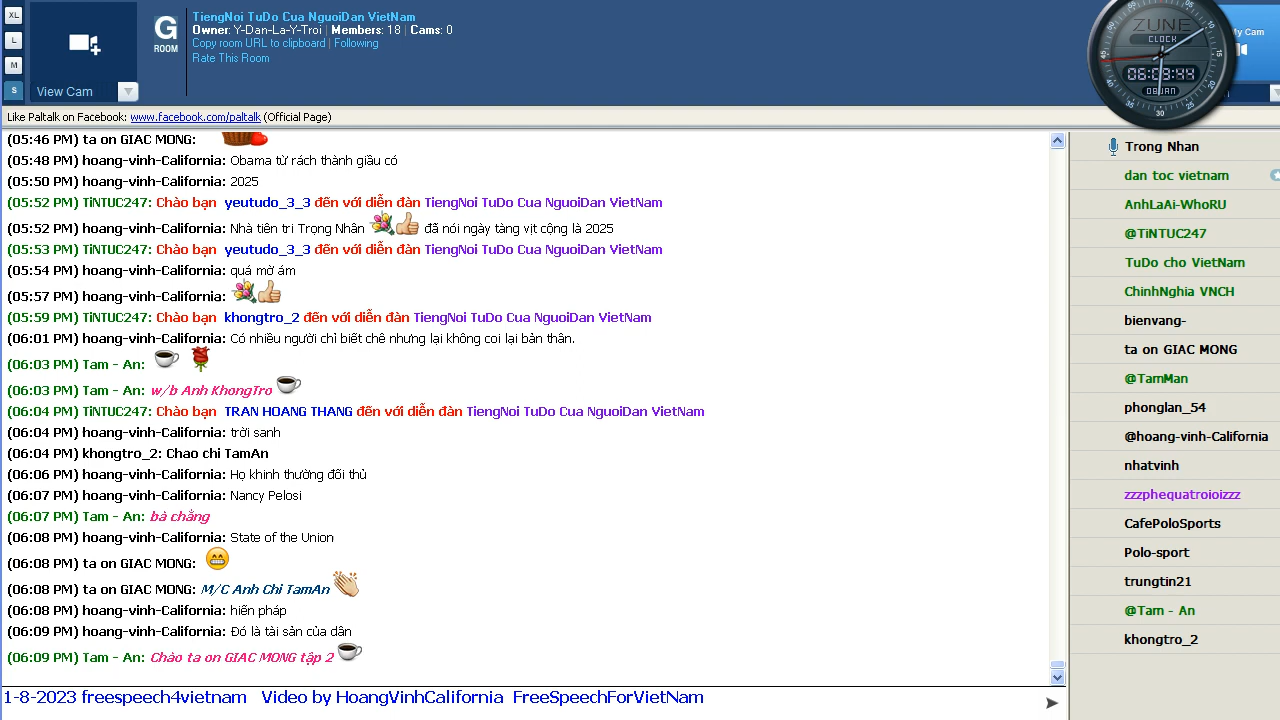 XL
L
M
S
View Cam
G
ROOM
TiengNoi TuDo Cua NguoiDan VietNam
Owner: Y-Dan-La-Y-Troi | Members: 18 | Cams: 0
Copy room URL to clipboard | Following
Rate This Room
ZUNE
CLOCK
06:09:44
08JAN
My Cam
Like Paltalk on Facebook: www.facebook.com/paltalk (Official Page)
(05:46 PM) ta on GIAC MONG:
(05:48 PM) hoang-vinh-California: Obama từ rách thành giầu có
(05:50 PM) hoang-vinh-California: 2025
(05:52 PM) TiNTUC247: Chào bạn yeutudo_3_3 đến với diễn đàn TiengNoi TuDo Cua NguoiDan VietNam
(05:52 PM) hoang-vinh-California: Nhà tiên tri Trọng Nhân đã nói ngày tàng vịt cộng là 2025
(05:53 PM) TiNTUC247: Chào bạn yeutudo_3_3 đến với diễn đàn TiengNoi TuDo Cua NguoiDan VietNam
(05:54 PM) hoang-vinh-California: quá mờ ám
(05:57 PM) hoang-vinh-California:
(05:59 PM) TiNTUC247: Chào bạn khongtro_2 đến với diễn đàn TiengNoi TuDo Cua NguoiDan VietNam
(06:01 PM) hoang-vinh-California: Có nhiều người chỉ biết chê nhưng lại không coi lại bản thân.
(06:03 PM) Tam - An:
(06:03 PM) Tam - An: w/b Anh KhongTro
(06:04 PM) TiNTUC247: Chào bạn TRAN HOANG THANG đến với diễn đàn TiengNoi TuDo Cua NguoiDan VietNam
(06:04 PM) hoang-vinh-California: trời sanh
(06:04 PM) khongtro_2: Chao chi TamAn
(06:06 PM) hoang-vinh-California: Họ khinh thường đối thủ
(06:07 PM) hoang-vinh-California: Nancy Pelosi
(06:07 PM) Tam - An: bà chằng
(06:08 PM) hoang-vinh-California: State of the Union
(06:08 PM) ta on GIAC MONG:
(06:08 PM) ta on GIAC MONG: M/C Anh Chi TamAn
(06:08 PM) hoang-vinh-California: hiến pháp
(06:09 PM) hoang-vinh-California: Đó là tài sản của dân
(06:09 PM) Tam - An: Chào ta on GIAC MONG tập 2
Trong Nhan
dan toc vietnam
AnhLaAi-WhoRU
@TiNTUC247
TuDo cho VietNam
ChinhNghia VNCH
bienvang-
ta on GIAC MONG
@TamMan
phonglan_54
@hoang-vinh-California
nhatvinh
zzzphequatroioizzz
CafePoloSports
Polo-sport
trungtin21
@Tam - An
khongtro_2
1-8-2023 freespeech4vietnam Video by HoangVinhCalifornia FreeSpeechForVietNam